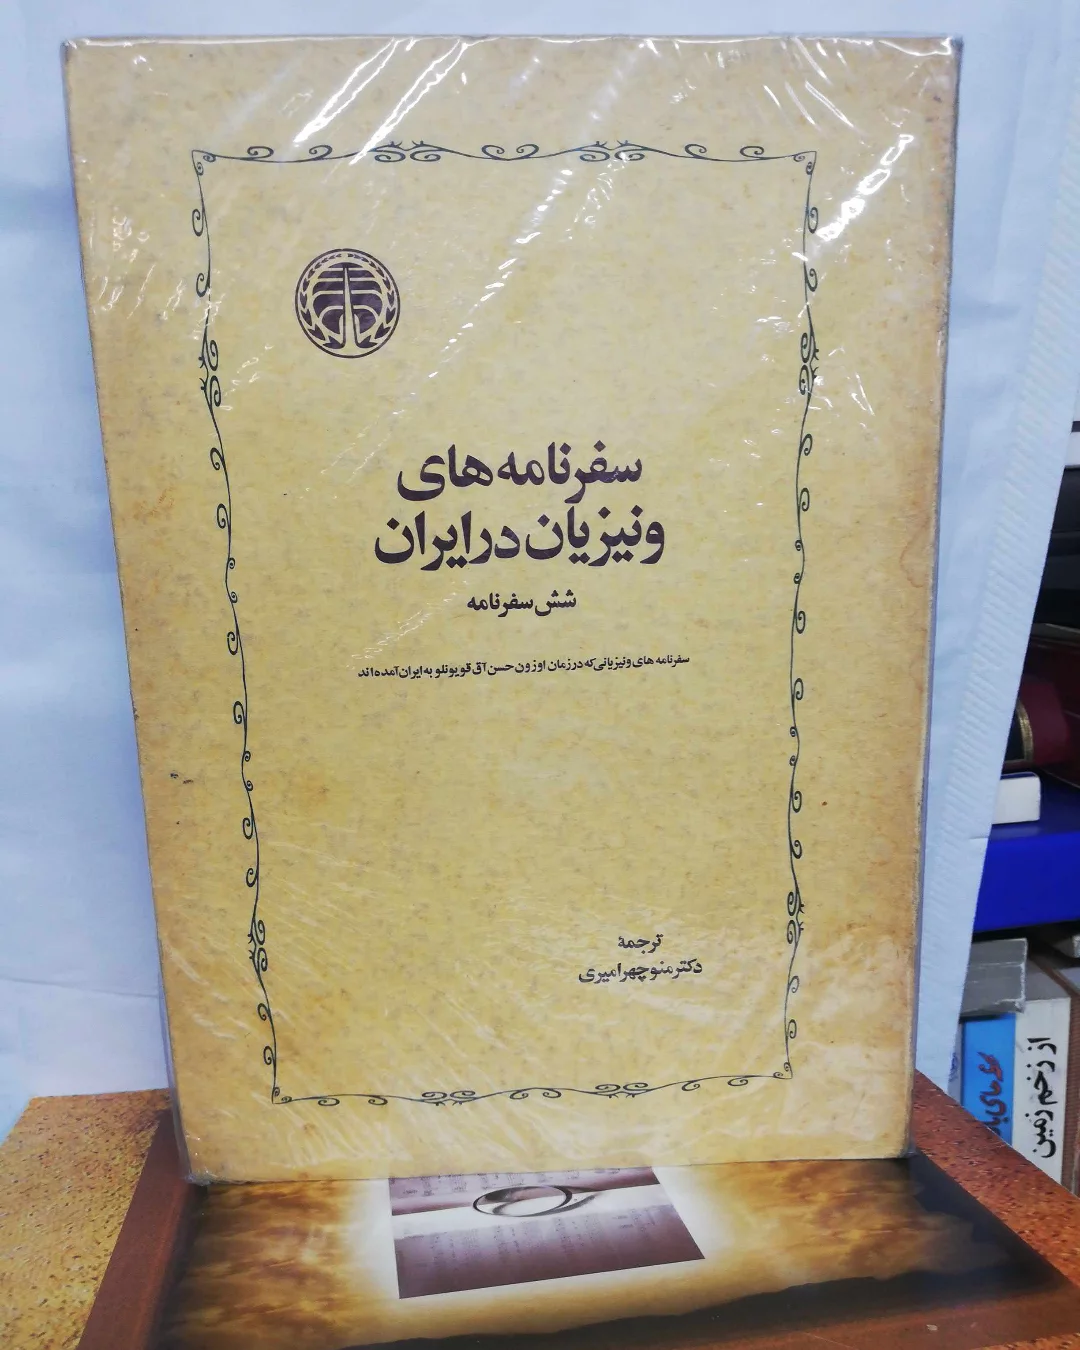 سفرنامه های
ونیزیان در ایران
شش سفرنامه
سفرنامه های ونیزیانی که در زمان اوزون حسن آق قویونلو به ایران آمده اند
ترجمهٔ
دکتر منوچهر امیری
از زخم زمین